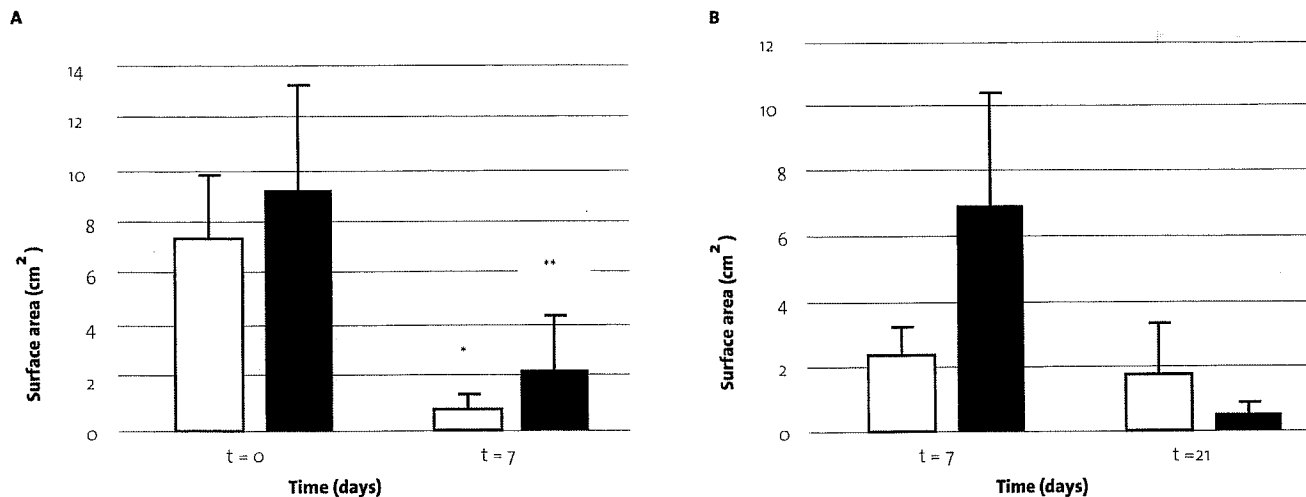 A
Surface area (cm²)
14
12
10
8
6
4
2
0
*
**
t = 0
t = 7
Time (days)
B
Surface area (cm²)
12
10
8
6
4
2
0
t = 7
t =21
Time (days)